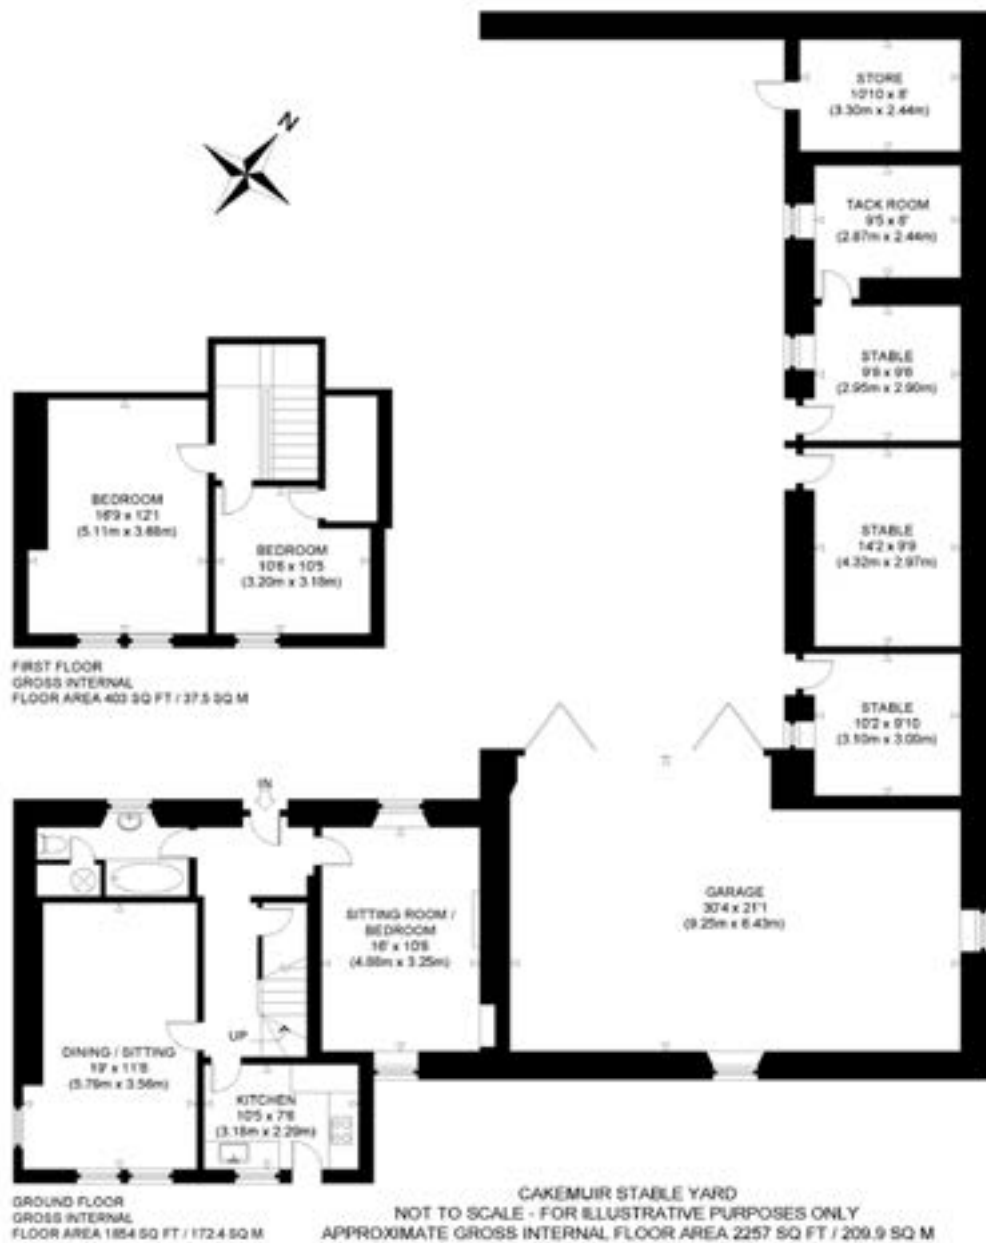 STORE
10'10 x 8'
(3.30m x 2.44m)
N
TACK ROOM
9'5 x 8'
(2.87m x 2.44m)
STABLE
9'8 x 9'6
(2.95m x 2.90m)
BEDROOM
16'9 x 12'1
(5.11m x 3.68m)
BEDROOM
10'6 x 10'5
(3.20m x 3.18m)
STABLE
14'2 x 9'9
(4.32m x 2.97m)
FIRST FLOOR
GROSS INTERNAL
FLOOR AREA 403 SQ FT / 37.5 SQ M
STABLE
10'2 x 9'10
(3.10m x 3.00m)
IN
GARAGE
30'4 x 21'1
(9.25m x 6.43m)
SITTING ROOM /
BEDROOM
16' x 10'8
(4.88m x 3.25m)
UP
DINING / SITTING
19' x 11'8
(5.79m x 3.56m)
KITCHEN
10'5 x 7'6
(3.18m x 2.29m)
GROUND FLOOR
GROSS INTERNAL
FLOOR AREA 1854 SQ FT / 172.4 SQ M
CAKEMUIR STABLE YARD
NOT TO SCALE - FOR ILLUSTRATIVE PURPOSES ONLY
APPROXIMATE GROSS INTERNAL FLOOR AREA 2257 SQ FT / 209.9 SQ M